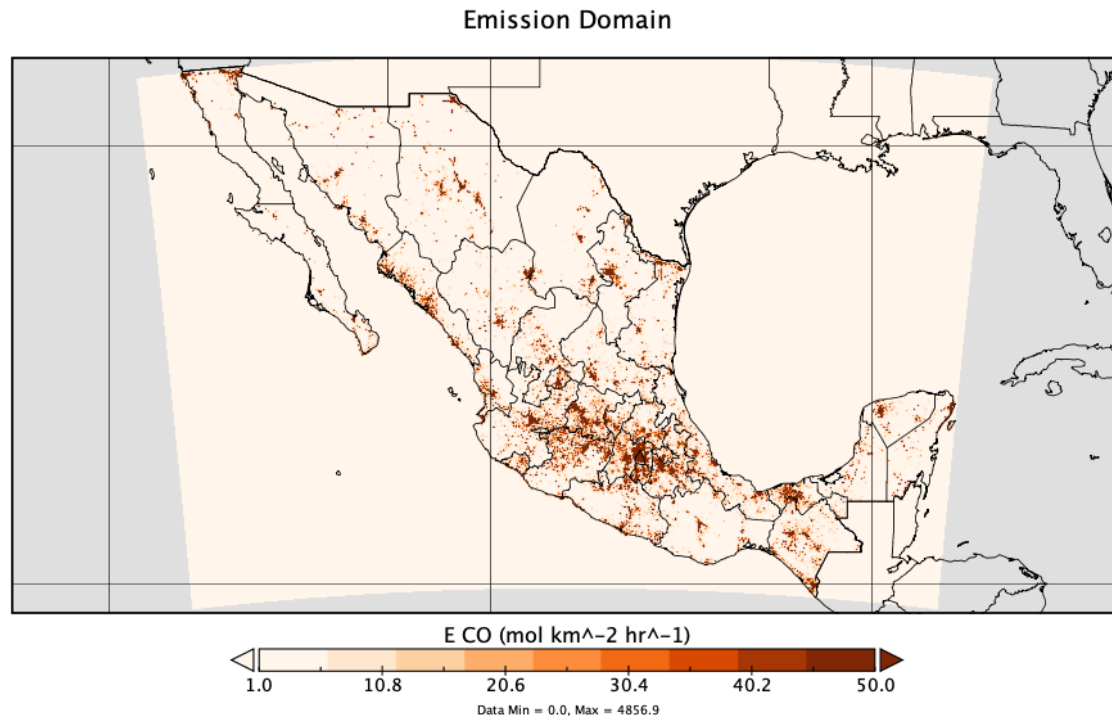 Emission Domain
E CO (mol km^-2 hr^-1)
1.0 10.8 20.6 30.4 40.2 50.0
Data Min = 0.0, Max = 4856.9